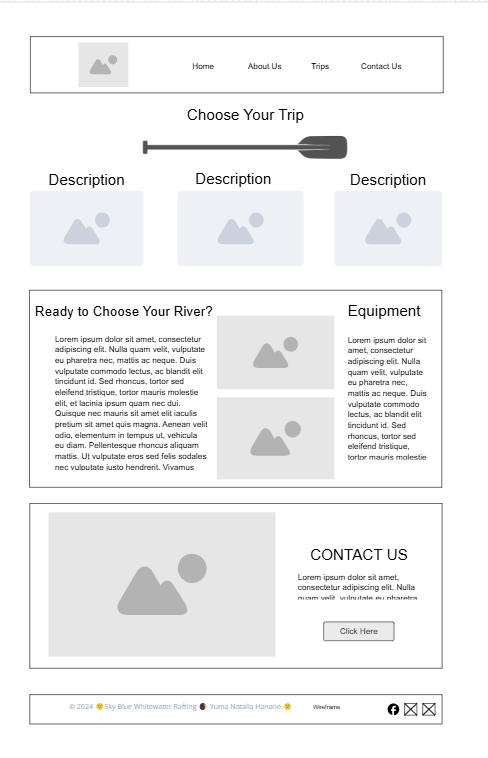 Home About Us Trips Contact Us
Choose Your Trip
Description Description Description
Ready to Choose Your River?
Lorem ipsum dolor sit amet, consectetur
adipiscing elit. Nulla quam velit, vulputate
eu pharetra nec, mattis ac neque. Duis
vulputate commodo lectus, ac blandit elit
tincidunt id. Sed rhoncus, tortor sed
eleifend tristique, tortor mauris molestie
elit, et lacinia ipsum quam nec dui.
Quisque nec mauris sit amet elit iaculis
pretium sit amet quis magna. Aenean velit
odio, elementum in tempus ut, vehicula
eu diam. Pellentesque rhoncus aliquam
mattis. Ut vulputate eros sed felis sodales
nec vulputate justo hendrerit. Vivamus
Equipment
Lorem ipsum dolor sit
amet, consectetur
adipiscing elit. Nulla
quam velit, vulputate
eu pharetra nec,
mattis ac neque. Duis
vulputate commodo
lectus, ac blandit elit
tincidunt id. Sed
rhoncus, tortor sed
eleifend tristique,
tortor mauris molestie
CONTACT US
Lorem ipsum dolor sit amet,
consectetur adipiscing elit. Nulla
quam velit, vulputate eu pharetra
Click Here
© 2024 🙂Sky Blue Whitewater Rafting 🌒 Yuma Natalia Hanane 🙂 Wireframe